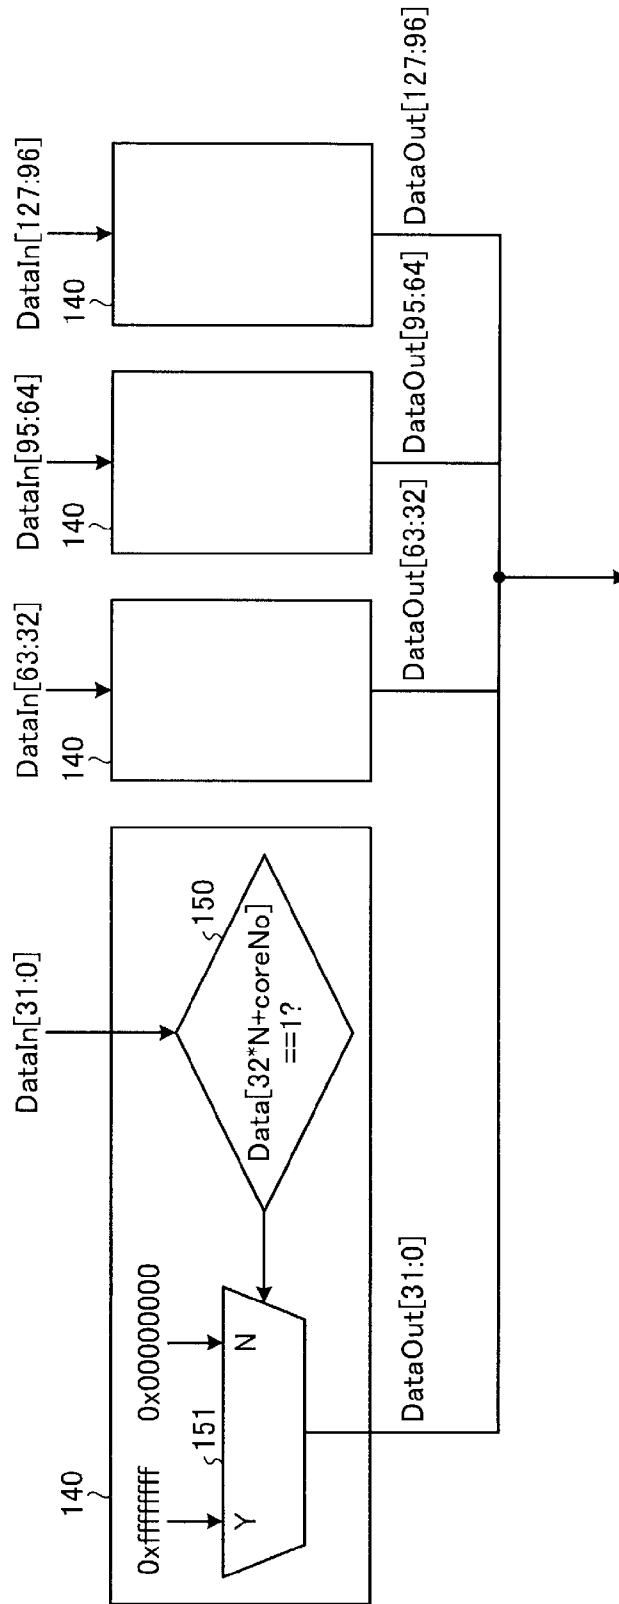 DataIn[31:0]
DataIn[63:32]
DataIn[95:64]
DataIn[127:96]
140
140
140
140
0xffffffff
0x00000000
151
150
Y
N
Data[32*N+coreNo]
==1?
DataOut[31:0]
DataOut[63:32]
DataOut[95:64]
DataOut[127:96]